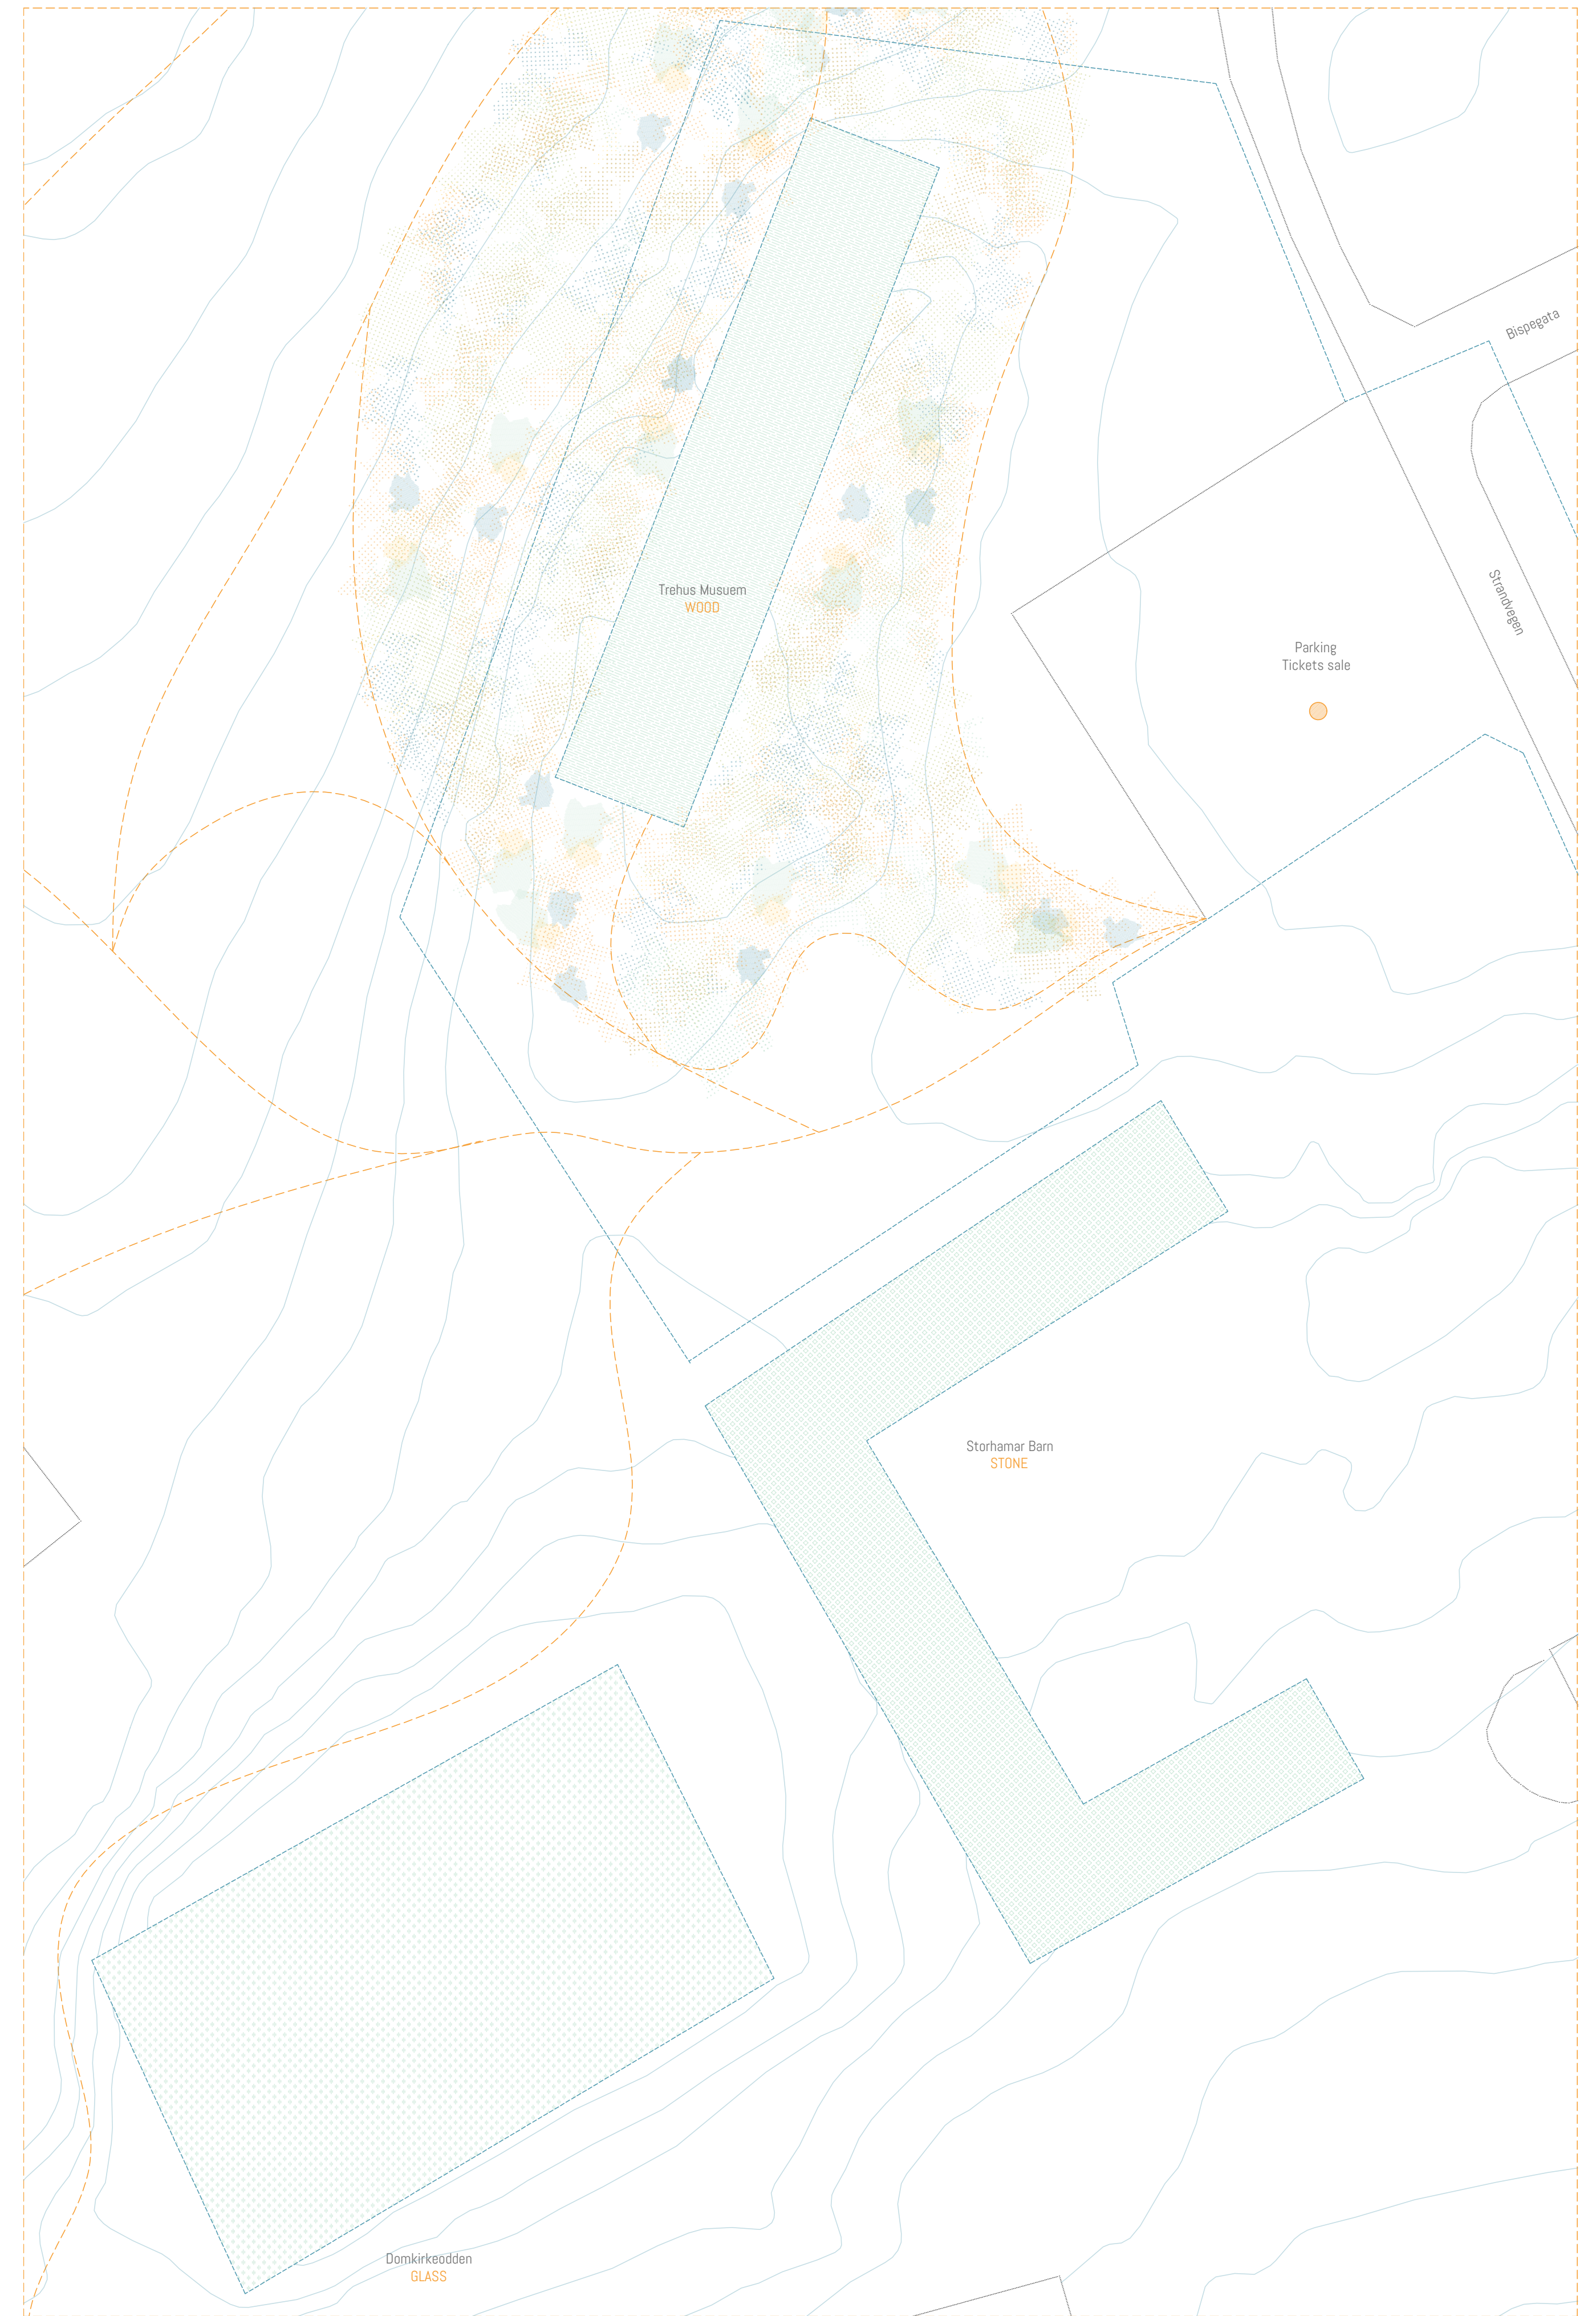 Bispegata
Strandvegen
Trehus Musuem
WOOD
Parking
Tickets sale
Storhamar Barn
STONE
Domkirkeodden
GLASS